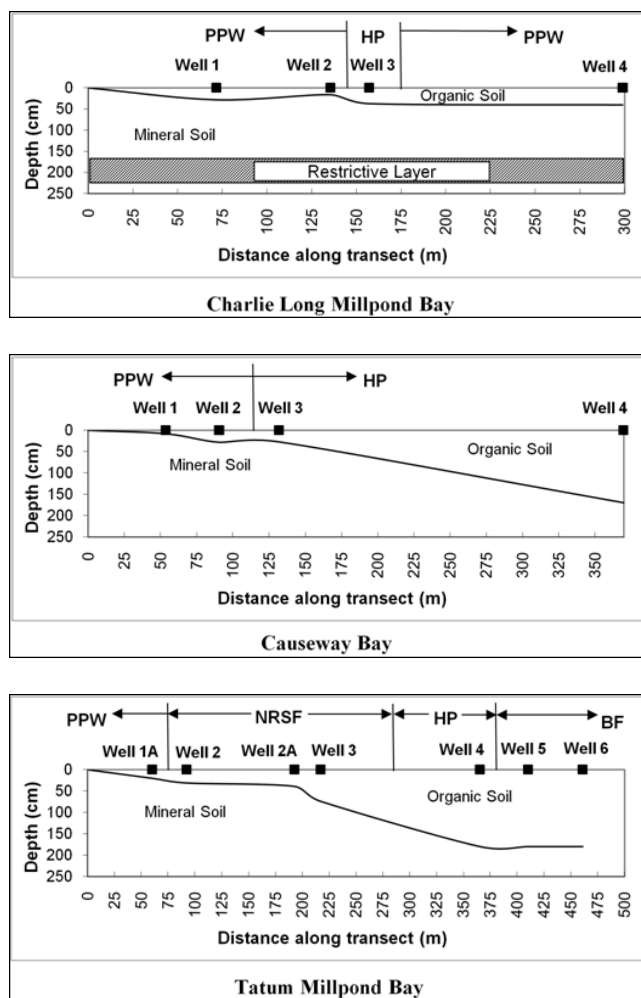 PPW HP PPW
Well 1 Well 2 Well 3 Well 4
Organic Soil
Mineral Soil
Restrictive Layer
Depth (cm)
0
50
100
150
200
250
0 25 50 75 100 125 150 175 200 225 250 275 300
Distance along transect (m)
Charlie Long Millpond Bay
PPW HP
Well 1 Well 2 Well 3 Well 4
Organic Soil
Mineral Soil
Depth (cm)
0
50
100
150
200
250
0 25 50 75 100 125 150 175 200 225 250 275 300 325 350
Distance along transect (m)
Causeway Bay
PPW NRSF HP BF
Well 1A Well 2 Well 2A Well 3 Well 4 Well 5 Well 6
Organic Soil
Mineral Soil
Depth (cm)
0
50
100
150
200
250
0 25 50 75 100 125 150 175 200 225 250 275 300 325 350 375 400 425 450 475 500
Distance along transect (m)
Tatum Millpond Bay